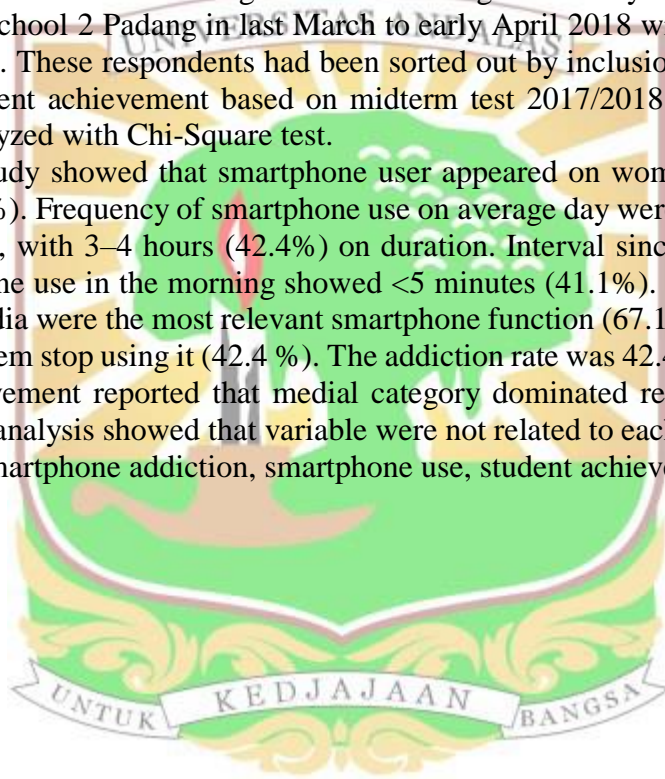 chool 2 Padang in last March to early April 2018 w
UNIVERSITAS ANDALAS
. These respondents had been sorted out by inclusio
ent achievement based on midterm test 2017/2018
yzed with Chi-Square test.
udy showed that smartphone user appeared on wom
%). Frequency of smartphone use on average day were
, with 3–4 hours (42.4%) on duration. Interval sinc
ne use in the morning showed <5 minutes (41.1%).
dia were the most relevant smartphone function (67.1
em stop using it (42.4 %). The addiction rate was 42.4
vement reported that medial category dominated re
analysis showed that variable were not related to each
martphone addiction, smartphone use, student achieve
UNTUK KEDJAJAAN BANGSA